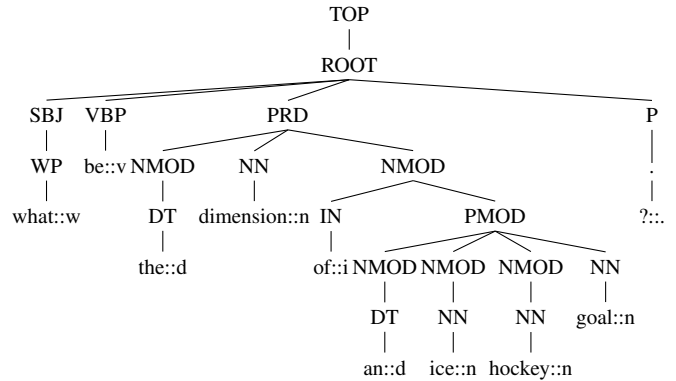 TOP
ROOT
SBJ VBP PRD P
WP be::v NMOD NN NMOD .
what::w DT dimension::n IN PMOD ?::.
the::d of::i NMOD NMOD NMOD NN
DT NN NN goal::n
an::d ice::n hockey::n